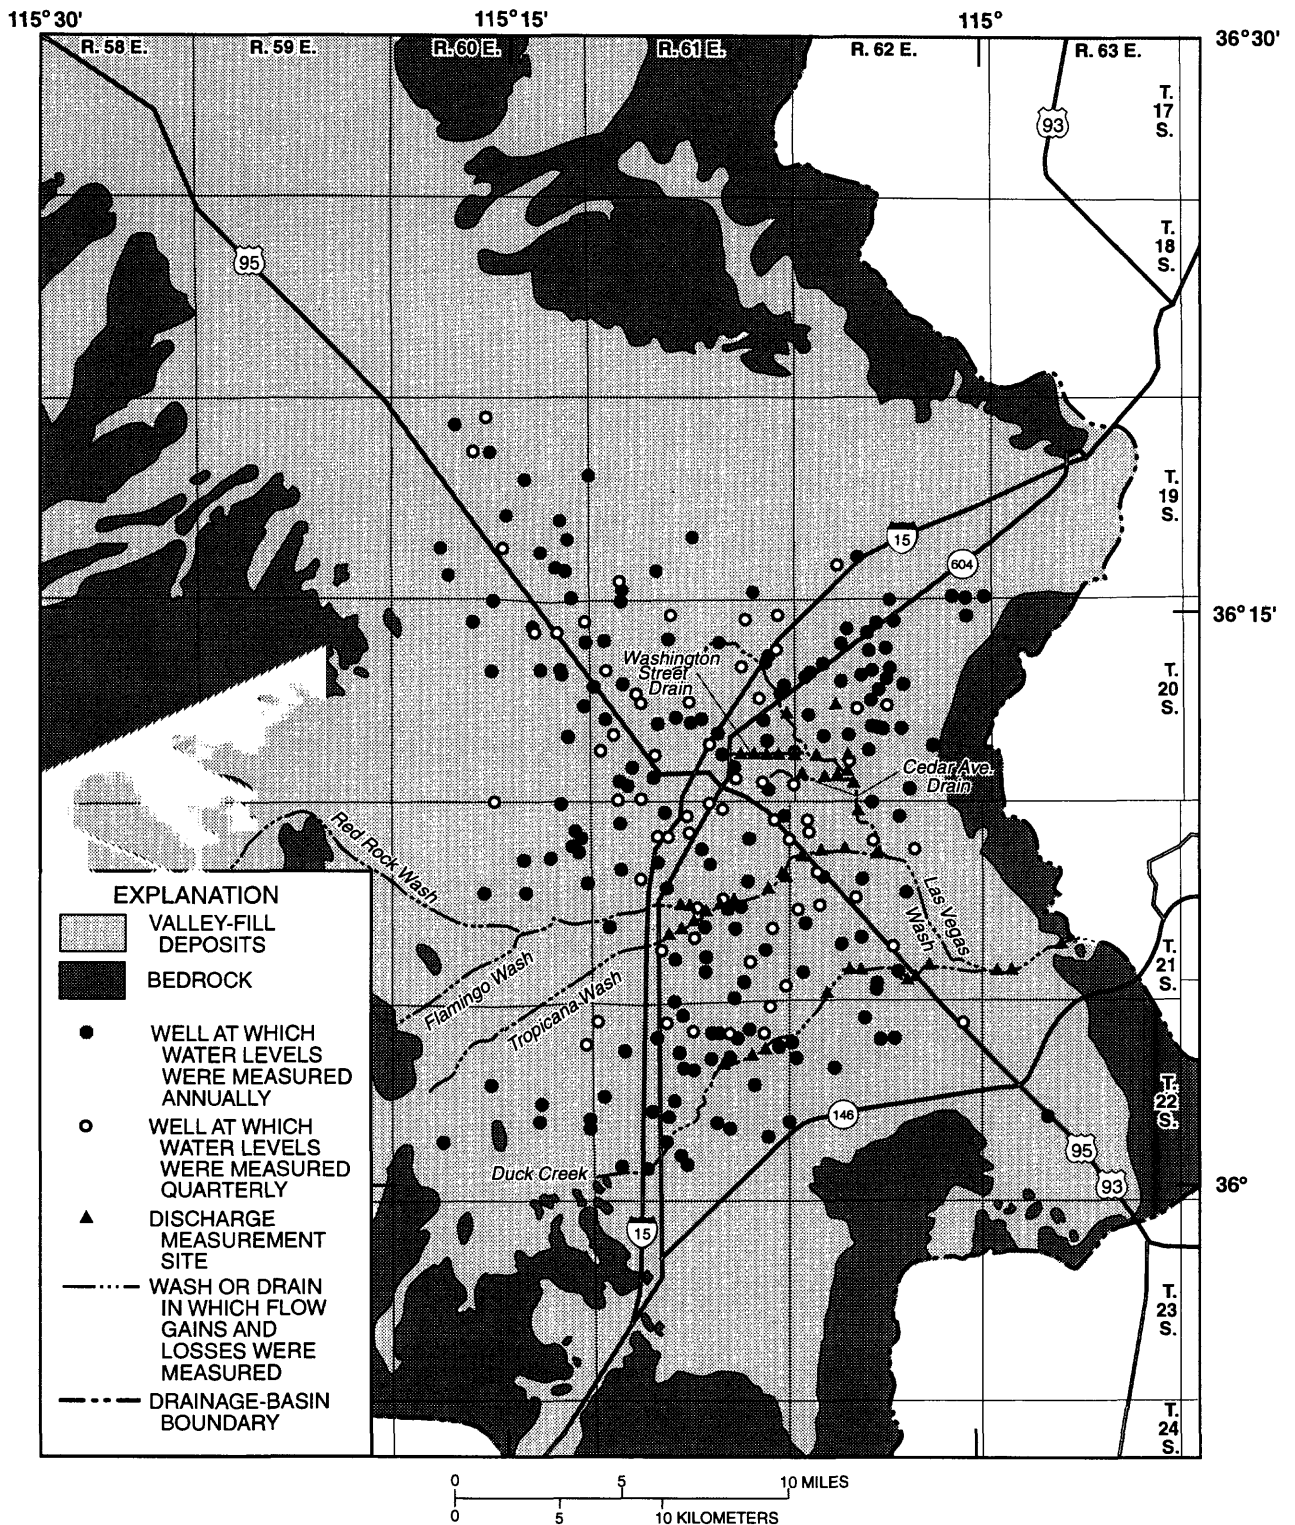 115°30' 115°15' 115°
R. 58 E. R. 59 E. R. 60 E. R. 61 E. R. 62 E. R. 63 E.
36°30'
T.
17
S.
93
T.
18
S.
95
T.
19
S.
15
604
36°15'
Washington
Street
Drain
T.
20
S.
Cedar Ave.
Drain
Red Rock Wash
Las Vegas
Wash
Flamingo Wash
Tropicana Wash
T.
21
S.
T.
22
S.
146
95
93
36°
Duck Creek
15
T.
23
S.
T.
24
S.
EXPLANATION
VALLEY-FILL
DEPOSITS
BEDROCK
WELL AT WHICH
WATER LEVELS
WERE MEASURED
ANNUALLY
WELL AT WHICH
WATER LEVELS
WERE MEASURED
QUARTERLY
DISCHARGE
MEASUREMENT
SITE
WASH OR DRAIN
IN WHICH FLOW
GAINS AND
LOSSES WERE
MEASURED
DRAINAGE-BASIN
BOUNDARY
0 5 10 MILES
0 5 10 KILOMETERS